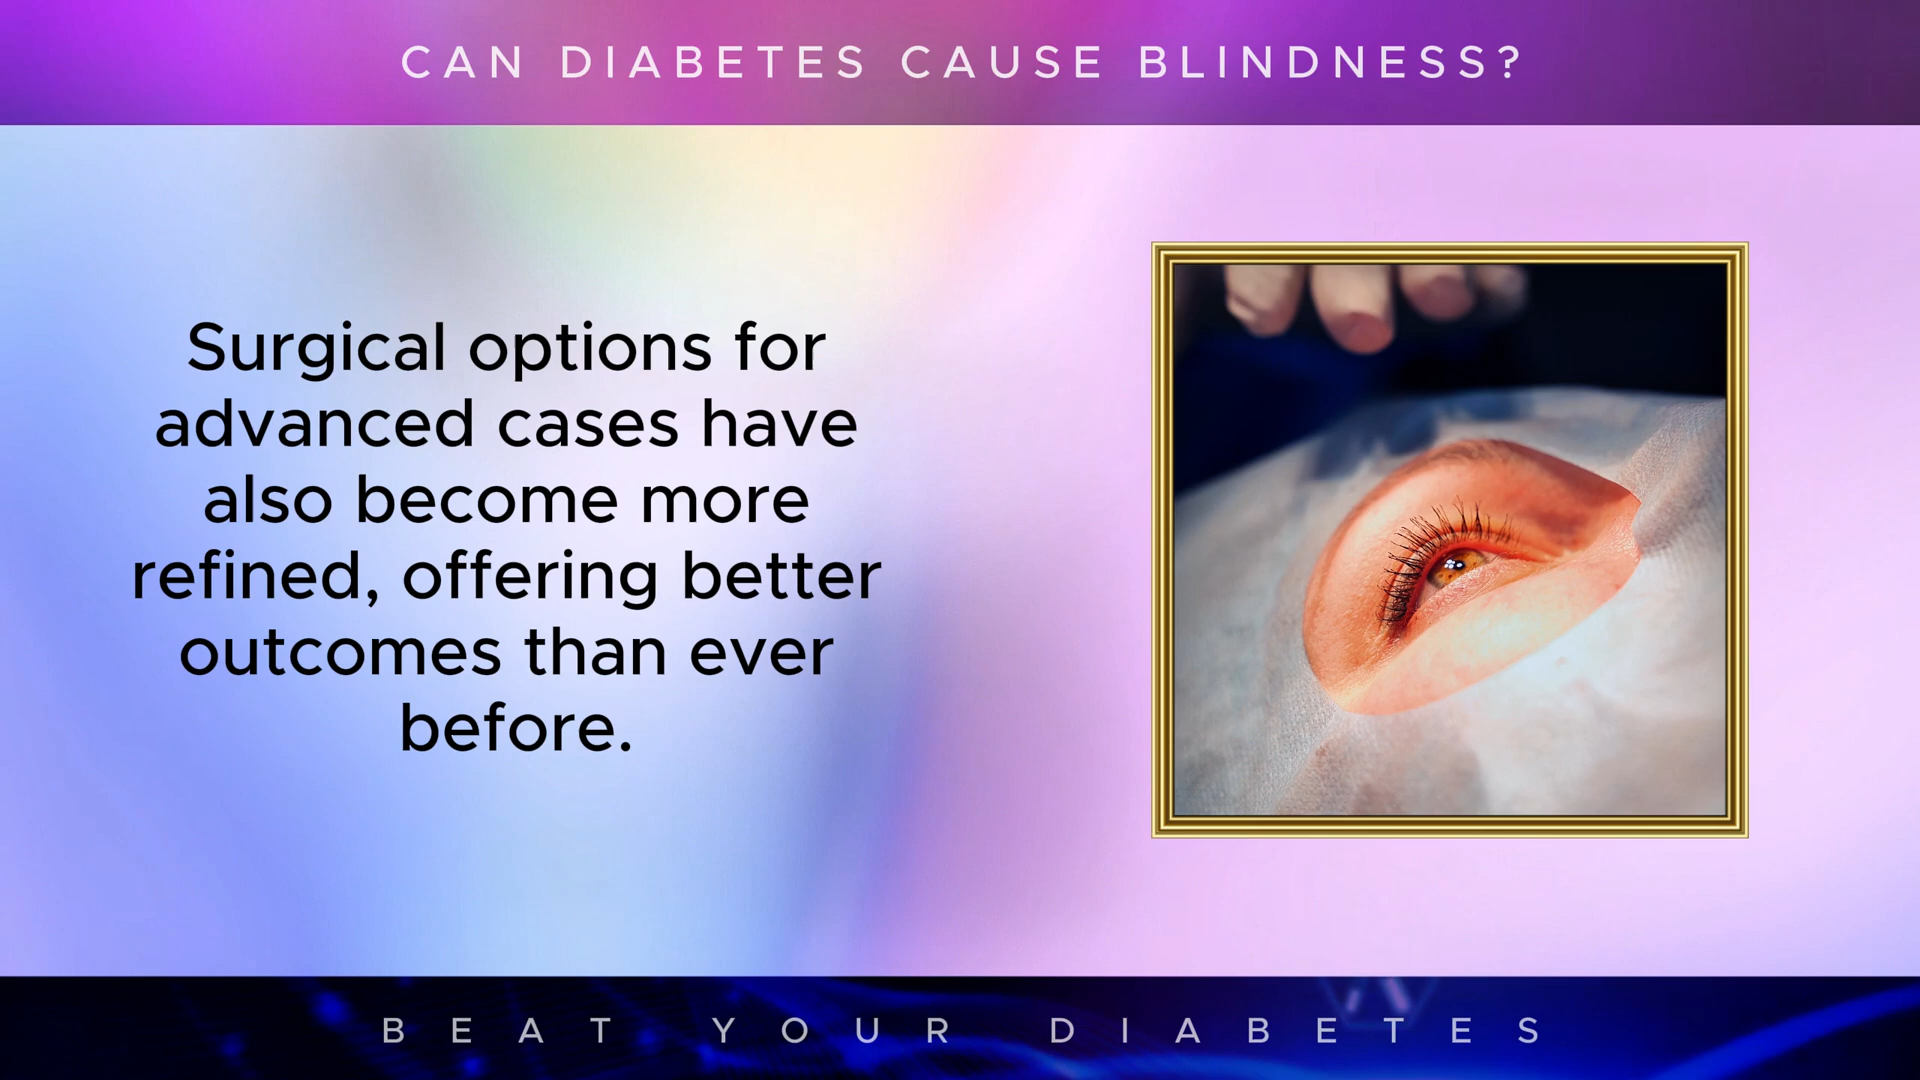 CAN DIABETES CAUSE BLINDNESS?
Surgical options for
advanced cases have
also become more
refined, offering better
outcomes than ever
before.
BEAT YOUR DIABETES